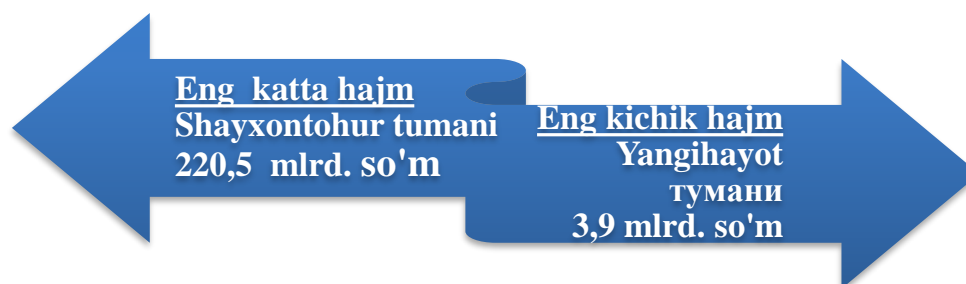 Eng katta hajm
Shayxontohur tumani
220,5 mlrd. so'm
Eng kichik hajm
Yangihayot
тумани
3,9 mlrd. so'm